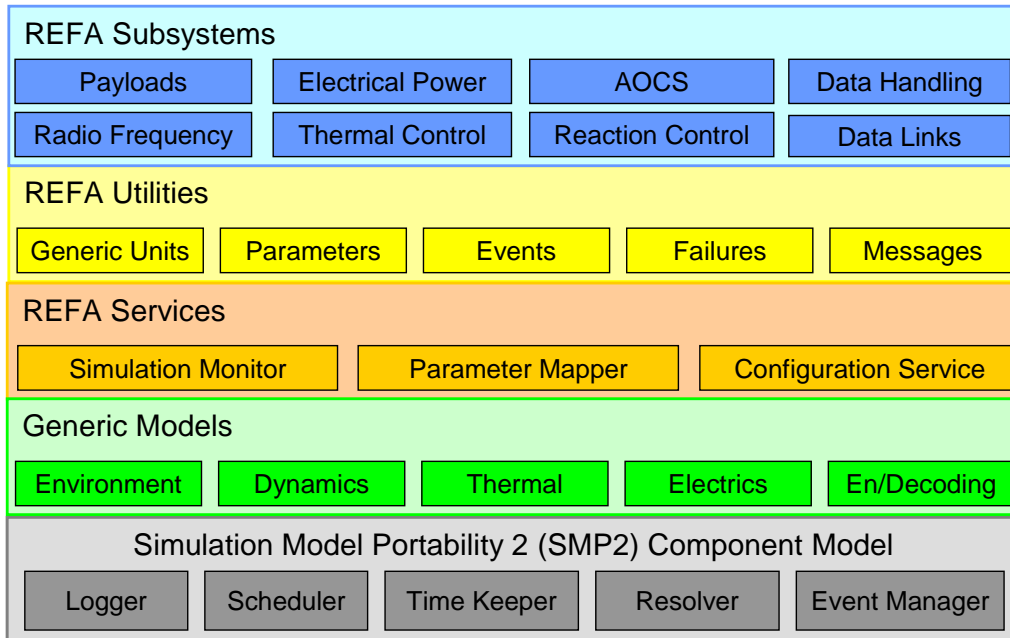 REFA Subsystems
Payloads Electrical Power AOCS Data Handling
Radio Frequency Thermal Control Reaction Control Data Links
REFA Utilities
Generic Units Parameters Events Failures Messages
REFA Services
Simulation Monitor Parameter Mapper Configuration Service
Generic Models
Environment Dynamics Thermal Electrics En/Decoding
Simulation Model Portability 2 (SMP2) Component Model
Logger Scheduler Time Keeper Resolver Event Manager